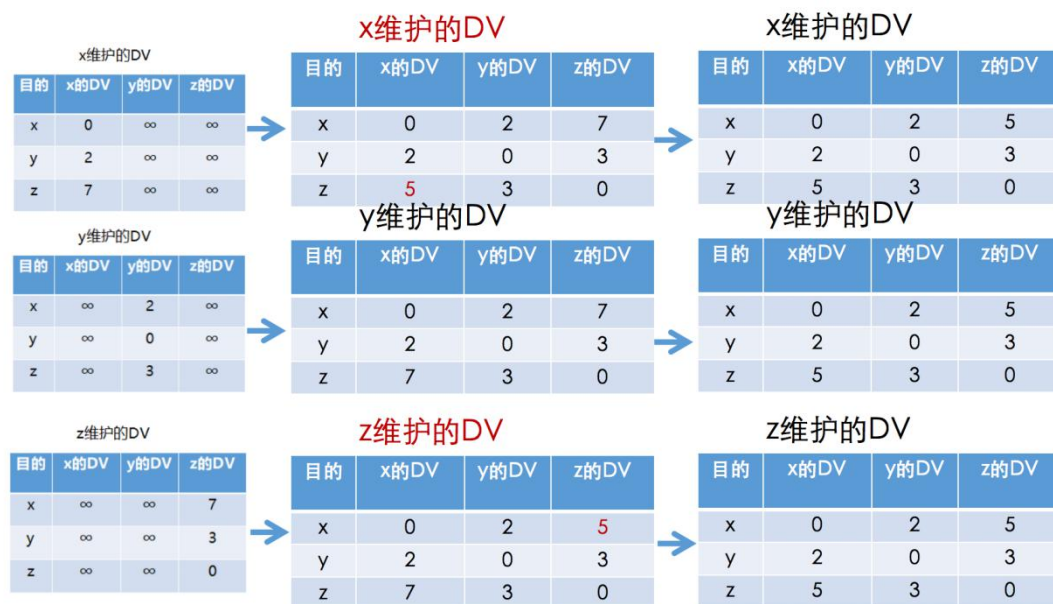 x维护的DV
目的 x的DV y的DV z的DV
x 0 ∞ ∞
y 2 ∞ ∞
z 7 ∞ ∞
x维护的DV
目的 x的DV y的DV z的DV
x 0 2 7
y 2 0 3
z 5 3 0
x维护的DV
目的 x的DV y的DV z的DV
x 0 2 5
y 2 0 3
z 5 3 0
y维护的DV
目的 x的DV y的DV z的DV
x ∞ 2 ∞
y ∞ 0 ∞
z ∞ 3 ∞
y维护的DV
目的 x的DV y的DV z的DV
x 0 2 7
y 2 0 3
z 7 3 0
y维护的DV
目的 x的DV y的DV z的DV
x 0 2 5
y 2 0 3
z 5 3 0
z维护的DV
目的 x的DV y的DV z的DV
x ∞ ∞ 7
y ∞ ∞ 3
z ∞ ∞ 0
z维护的DV
目的 x的DV y的DV z的DV
x 0 2 5
y 2 0 3
z 7 3 0
z维护的DV
目的 x的DV y的DV z的DV
x 0 2 5
y 2 0 3
z 5 3 0